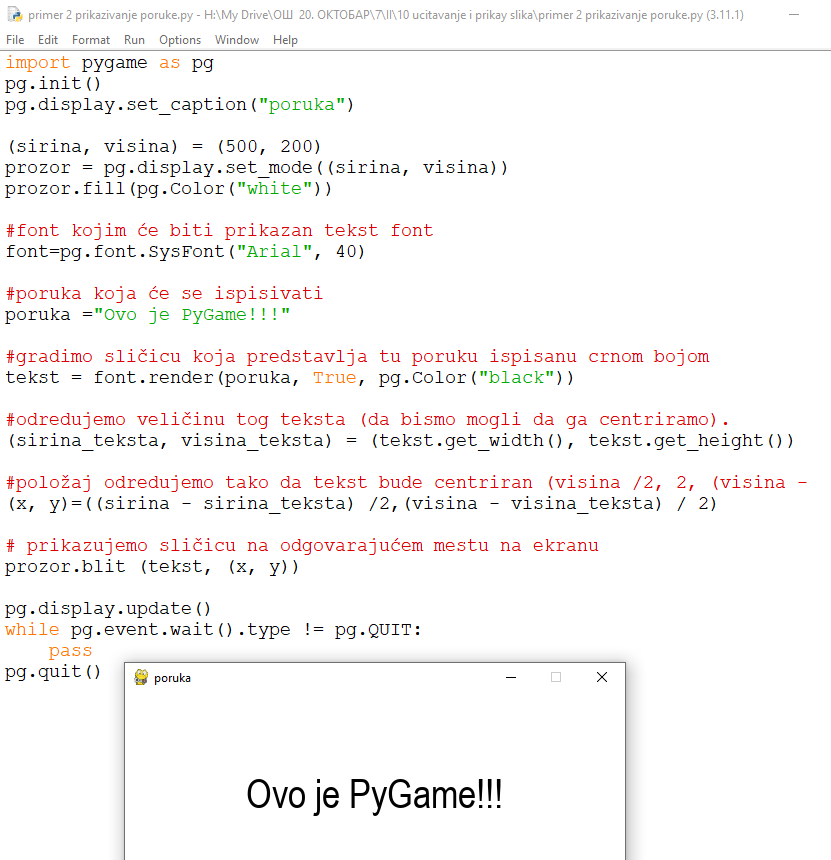 primer 2 prikazivanje poruke.py - H:\My Drive\ОШ  20. ОКТОБАР\7\II\10 ucitavanje i prikay slika\primer 2 prikazivanje poruke.py (3.11.1)
File Edit Format Run Options Window Help
import pygame as pg
pg.init()
pg.display.set_caption("poruka")
(sirina, visina) = (500, 200)
prozor = pg.display.set_mode((sirina, visina))
prozor.fill(pg.Color("white"))
#font kojim će biti prikazan tekst font
font=pg.font.SysFont("Arial", 40)
#poruka koja će se ispisivati
poruka ="Ovo je PyGame!!!"
#gradimo sličicu koja predstavlja tu poruku ispisanu crnom bojom
tekst = font.render(poruka, True, pg.Color("black"))
#odredujemo veličinu tog teksta (da bismo mogli da ga centriramo).
(sirina_teksta, visina_teksta) = (tekst.get_width(), tekst.get_height())
#položaj odredujemo tako da tekst bude centriran (visina /2, 2, (visina -
(x, y)=((sirina - sirina_teksta) /2,(visina - visina_teksta) / 2)
# prikazujemo sličicu na odgovarajućem mestu na ekranu
prozor.blit (tekst, (x, y))
pg.display.update()
while pg.event.wait().type != pg.QUIT:
    pass
pg.quit()
poruka
Ovo je PyGame!!!